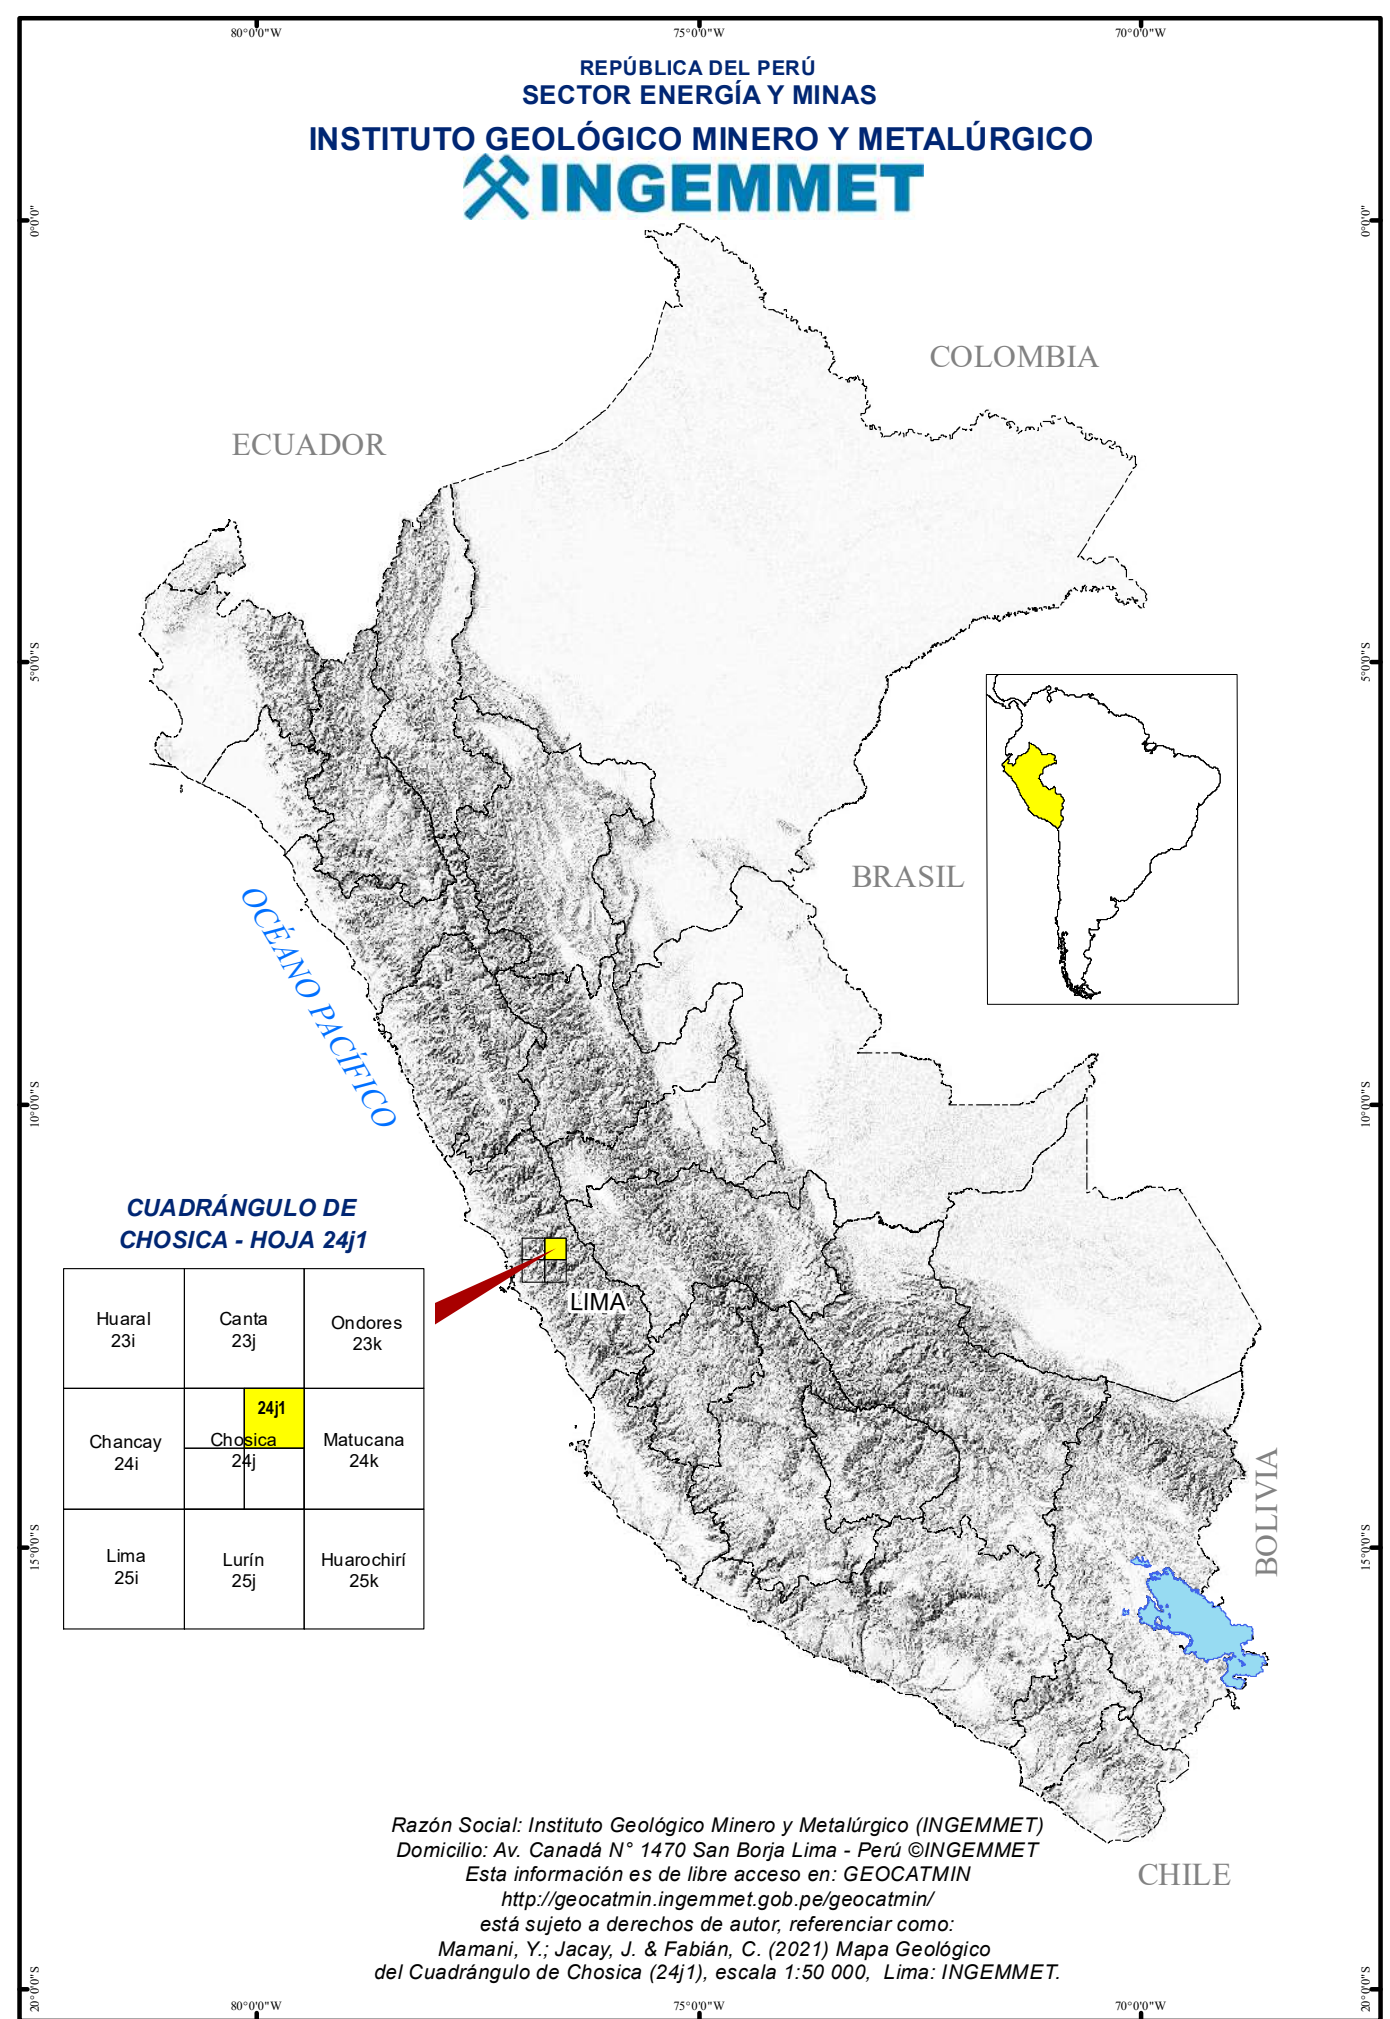 80°0'0"W
75°0'0"W
70°0'0"W
REPÚBLICA DEL PERÚ
SECTOR ENERGÍA Y MINAS
INSTITUTO GEOLÓGICO MINERO Y METALÚRGICO
INGEMMET
0°0'0"
0°0'0"
COLOMBIA
ECUADOR
5°0'0"S
5°0'0"S
BRASIL
OCÉANO PACÍFICO
10°0'0"S
10°0'0"S
CUADRÁNGULO DE
CHOSICA - HOJA 24j1
LIMA
Huaral
23i
Canta
23j
Ondores
23k
24j1
Chancay
24i
Chosica
24j
Matucana
24k
Lima
25i
Lurín
25j
Huarochirí
25k
BOLIVIA
15°0'0"S
15°0'0"S
Razón Social: Instituto Geológico Minero y Metalúrgico (INGEMMET)
Domicilio: Av. Canadá N° 1470 San Borja Lima - Perú ©INGEMMET
Esta información es de libre acceso en: GEOCATMIN
http://geocatmin.ingemmet.gob.pe/geocatmin/
está sujeto a derechos de autor, referenciar como:
Mamani, Y.; Jacay, J. & Fabián, C. (2021) Mapa Geológico
del Cuadrángulo de Chosica (24j1), escala 1:50 000, Lima: INGEMMET.
CHILE
20°0'0"S
20°0'0"S
80°0'0"W
75°0'0"W
70°0'0"W